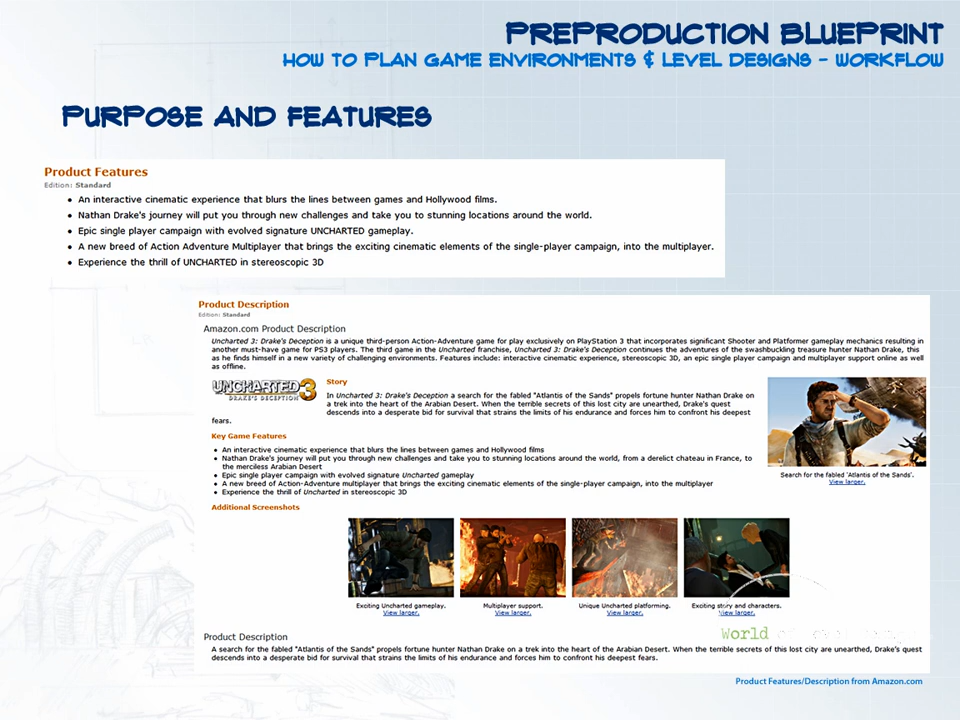 PREPRODUCTION BLUEPRINT
HOW TO PLAN GAME ENVIRONMENTS & LEVEL DESIGNS - WORKFLOW
PURPOSE AND FEATURES
Product Features
Edition: Standard
• An interactive cinematic experience that blurs the lines between games and Hollywood films.
• Nathan Drake's journey will put you through new challenges and take you to stunning locations around the world.
• Epic single player campaign with evolved signature UNCHARTED gameplay.
• A new breed of Action Adventure Multiplayer that brings the exciting cinematic elements of the single-player campaign, into the multiplayer.
• Experience the thrill of UNCHARTED in stereoscopic 3D
Product Description
Edition: Standard
Amazon.com Product Description
Uncharted 3: Drake's Deception is a unique third-person Action-Adventure game for play exclusively on PlayStation 3 that incorporates significant Shooter and Platformer gameplay mechanics resulting in
another must-have game for PS3 players. The third game in the Uncharted franchise, Uncharted 3: Drake's Deception continues the adventures of the swashbuckling treasure hunter Nathan Drake, this
as he finds himself in a new variety of challenging environments. Features include: interactive cinematic experience, stereoscopic 3D, an epic single player campaign and multiplayer support online as well
as offline.
UNCHARTED 3
DRAKE'S DECEPTION
Story
In Uncharted 3: Drake's Deception a search for the fabled "Atlantis of the Sands" propels fortune hunter Nathan Drake on
a trek into the heart of the Arabian Desert. When the terrible secrets of this lost city are unearthed, Drake's quest
descends into a desperate bid for survival that strains the limits of his endurance and forces him to confront his deepest
fears.
Key Game Features
• An interactive cinematic experience that blurs the lines between games and Hollywood films
• Nathan Drake's journey will put you through new challenges and take you to stunning locations around the world, from a derelict chateau in France, to
the merciless Arabian Desert
• Epic single player campaign with evolved signature Uncharted gameplay
• A new breed of Action-Adventure multiplayer that brings the exciting cinematic elements of the single-player campaign, into the multiplayer
• Experience the thrill of Uncharted in stereoscopic 3D
Search for the fabled 'Atlantis of the Sands'.
View larger.
Additional Screenshots
Exciting Uncharted gameplay.
View larger.
Multiplayer support.
View larger.
Unique Uncharted platforming.
View larger.
Exciting story and characters.
View larger.
World of
Product Description
A search for the fabled "Atlantis of the Sands" propels fortune hunter Nathan Drake on a trek into the heart of the Arabian Desert. When the terrible secrets of this lost city are unearthed, Drake's quest
descends into a desperate bid for survival that strains the limits of his endurance and forces him to confront his deepest fears.
Product Features/Description from Amazon.com